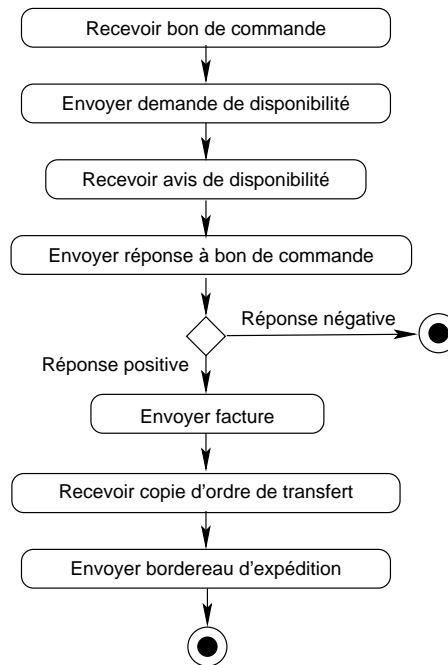 Recevoir bon de commande
Envoyer demande de disponibilité
Recevoir avis de disponibilité
Envoyer réponse à bon de commande
Réponse négative
Réponse positive
Envoyer facture
Recevoir copie d'ordre de transfert
Envoyer bordereau d'expédition